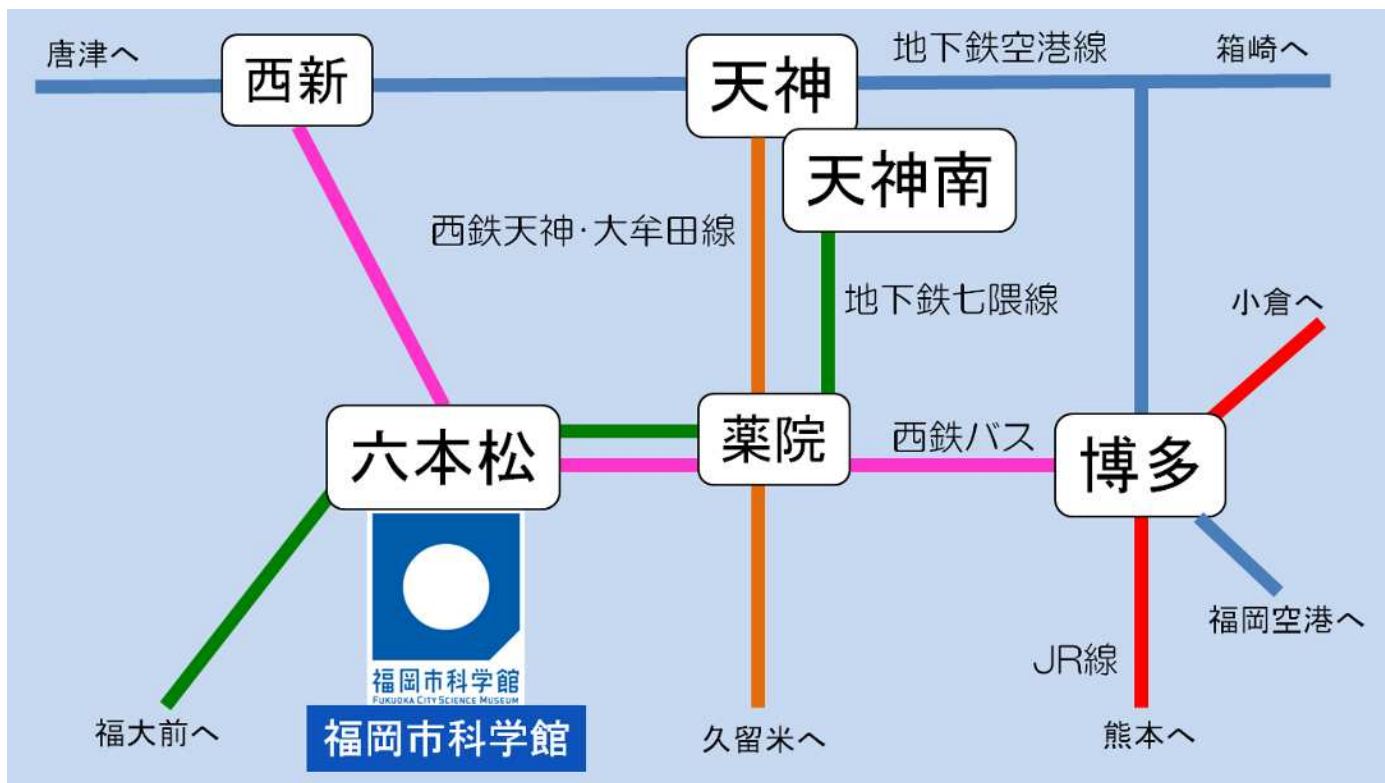 唐津へ
西新
天神
地下鉄空港線
箱崎へ
天神南
西鉄天神・大牟田線
地下鉄七隈線
小倉へ
六本松
薬院
西鉄バス
博多
福岡市科学館
FUKUOKA CITY SCIENCE MUSEUM
福岡市科学館
福岡空港へ
JR線
福大前へ
久留米へ
熊本へ